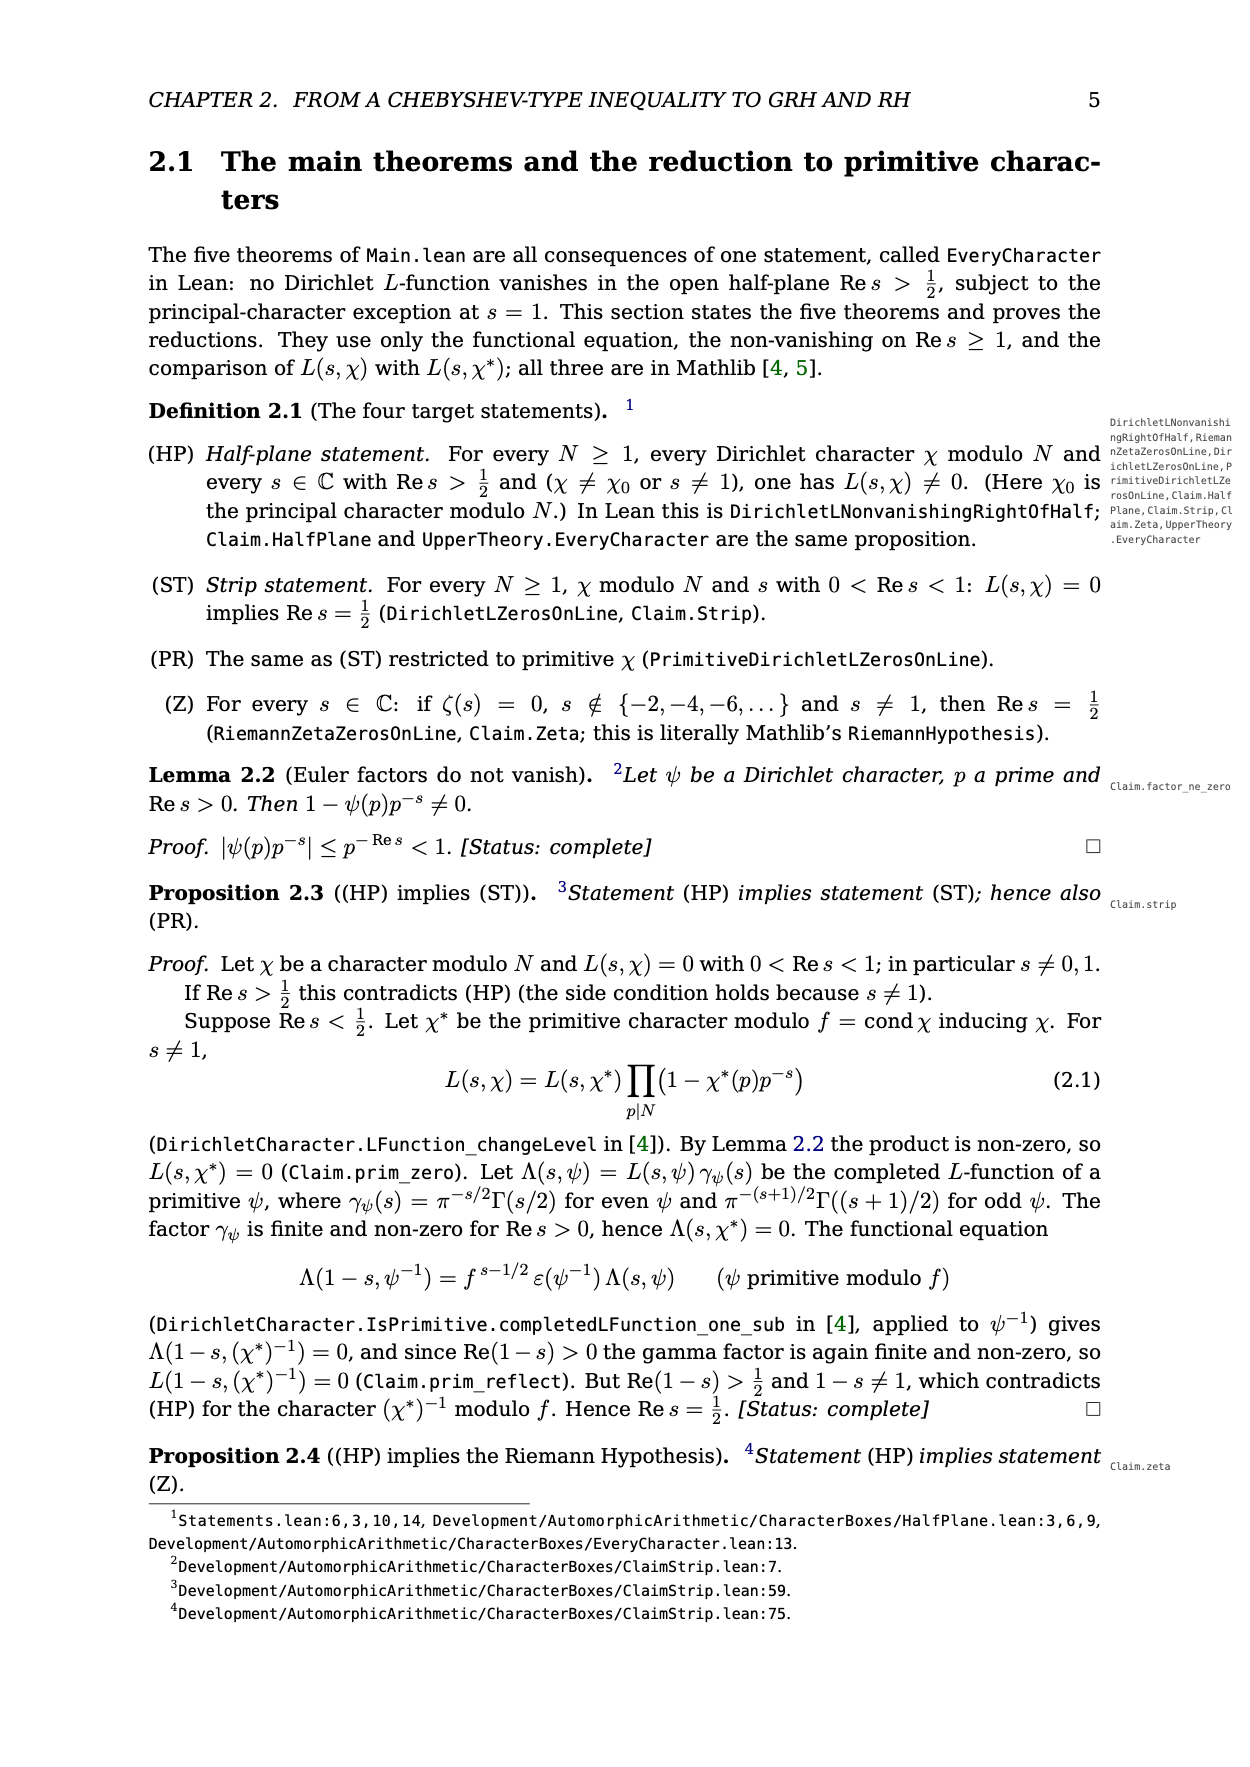 CHAPTER 2. FROM A CHEBYSHEV-TYPE INEQUALITY TO GRH AND RH 5
2.1 The main theorems and the reduction to primitive charac-
ters
The five theorems of Main.lean are all consequences of one statement, called EveryCharacter
in Lean: no Dirichlet L-function vanishes in the open half-plane Re s > 1/2, subject to the
principal-character exception at s = 1. This section states the five theorems and proves the
reductions. They use only the functional equation, the non-vanishing on Re s ≥ 1, and the
comparison of L(s, χ) with L(s, χ*); all three are in Mathlib [4, 5].
Definition 2.1 (The four target statements). ¹
DirichletLNonvanishi
ngRightOfHalf,Rieman
nZetaZerosOnLine,Dir
ichletLZerosOnLine,P
rimitiveDirichletLZe
rosOnLine,Claim.Half
Plane,Claim.Strip,Cl
aim.Zeta,UpperTheory
.EveryCharacter
(HP) Half-plane statement. For every N ≥ 1, every Dirichlet character χ modulo N and
every s ∈ ℂ with Re s > 1/2 and (χ ≠ χ₀ or s ≠ 1), one has L(s, χ) ≠ 0. (Here χ₀ is
the principal character modulo N.) In Lean this is DirichletLNonvanishingRightOfHalf;
Claim.HalfPlane and UpperTheory.EveryCharacter are the same proposition.
(ST) Strip statement. For every N ≥ 1, χ modulo N and s with 0 < Re s < 1: L(s, χ) = 0
implies Re s = 1/2 (DirichletLZerosOnLine, Claim.Strip).
(PR) The same as (ST) restricted to primitive χ (PrimitiveDirichletLZerosOnLine).
(Z) For every s ∈ ℂ: if ζ(s) = 0, s ∉ {−2, −4, −6, …} and s ≠ 1, then Re s = 1/2
(RiemannZetaZerosOnLine, Claim.Zeta; this is literally Mathlib's RiemannHypothesis).
Lemma 2.2 (Euler factors do not vanish). ²Let ψ be a Dirichlet character, p a prime and
Claim.factor_ne_zero
Re s > 0. Then 1 − ψ(p)p⁻ˢ ≠ 0.
Proof. |ψ(p)p⁻ˢ| ≤ p^{−Re s} < 1. [Status: complete] □
Proposition 2.3 ((HP) implies (ST)). ³Statement (HP) implies statement (ST); hence also
Claim.strip
(PR).
Proof. Let χ be a character modulo N and L(s, χ) = 0 with 0 < Re s < 1; in particular s ≠ 0, 1.
If Re s > 1/2 this contradicts (HP) (the side condition holds because s ≠ 1).
Suppose Re s < 1/2. Let χ* be the primitive character modulo f = cond χ inducing χ. For
s ≠ 1,
L(s, χ) = L(s, χ*) ∏_{p|N} (1 − χ*(p)p⁻ˢ) (2.1)
(DirichletCharacter.LFunction_changeLevel in [4]). By Lemma 2.2 the product is non-zero, so
L(s, χ*) = 0 (Claim.prim_zero). Let Λ(s, ψ) = L(s, ψ) γ_ψ(s) be the completed L-function of a
primitive ψ, where γ_ψ(s) = π^{−s/2}Γ(s/2) for even ψ and π^{−(s+1)/2}Γ((s + 1)/2) for odd ψ. The
factor γ_ψ is finite and non-zero for Re s > 0, hence Λ(s, χ*) = 0. The functional equation
Λ(1 − s, ψ⁻¹) = f^{s−1/2} ε(ψ⁻¹) Λ(s, ψ) (ψ primitive modulo f)
(DirichletCharacter.IsPrimitive.completedLFunction_one_sub in [4], applied to ψ⁻¹) gives
Λ(1 − s, (χ*)⁻¹) = 0, and since Re(1 − s) > 0 the gamma factor is again finite and non-zero, so
L(1 − s, (χ*)⁻¹) = 0 (Claim.prim_reflect). But Re(1 − s) > 1/2 and 1 − s ≠ 1, which contradicts
(HP) for the character (χ*)⁻¹ modulo f. Hence Re s = 1/2. [Status: complete] □
Proposition 2.4 ((HP) implies the Riemann Hypothesis). ⁴Statement (HP) implies statement
Claim.zeta
(Z).
¹Statements.lean:6,3,10,14, Development/AutomorphicArithmetic/CharacterBoxes/HalfPlane.lean:3,6,9,
Development/AutomorphicArithmetic/CharacterBoxes/EveryCharacter.lean:13.
²Development/AutomorphicArithmetic/CharacterBoxes/ClaimStrip.lean:7.
³Development/AutomorphicArithmetic/CharacterBoxes/ClaimStrip.lean:59.
⁴Development/AutomorphicArithmetic/CharacterBoxes/ClaimStrip.lean:75.